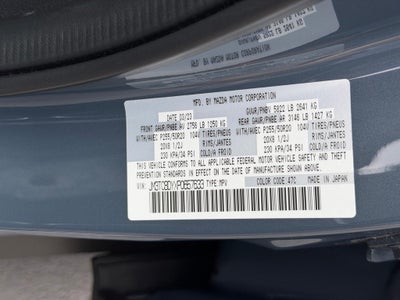 MFD. BY MAZDA MOTOR CORPORATION
DATE
GVWR/PNBV 5822 LB 2641 KG
FRONT GAWR/PNBE AV 2756 LB 1250 KG
REAR GAWR/PNBE AR 3146 LB 1427 KG
WITH/AVEC P255/50R20 104V TIRES/PNEUS
WITH/AVEC P255/50R20 104V TIRES/PNEUS
20X8 1/2J RIMS/JANTES
20X8 1/2J RIMS/JANTES
230 KPA/34 PSI COLD/A FROID
230 KPA/34 PSI COLD/A FROID
THIS VEHICLE CONFORMS TO ALL APPLICABLE FEDERAL MOTOR VEHICLE SAFETY AND
THEFT PREVENTION STANDARDS IN EFFECT ON THE DATE OF MANUFACTURE SHOWN ABOVE.
VIN:
TYPE: MPV
COLOR CODE 47C
MADE IN JAPAN